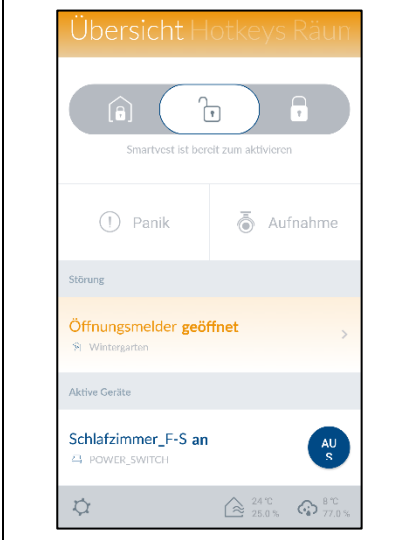 Übersicht Hotkeys Räun
Smartvest ist bereit zum aktivieren
Panik
Aufnahme
Störung
Öffnungsmelder geöffnet
Wintergarten
Aktive Geräte
Schlafzimmer_F-S an
AU
S
POWER_SWITCH
24 °C 8 °C
25.0 % 77.0 %